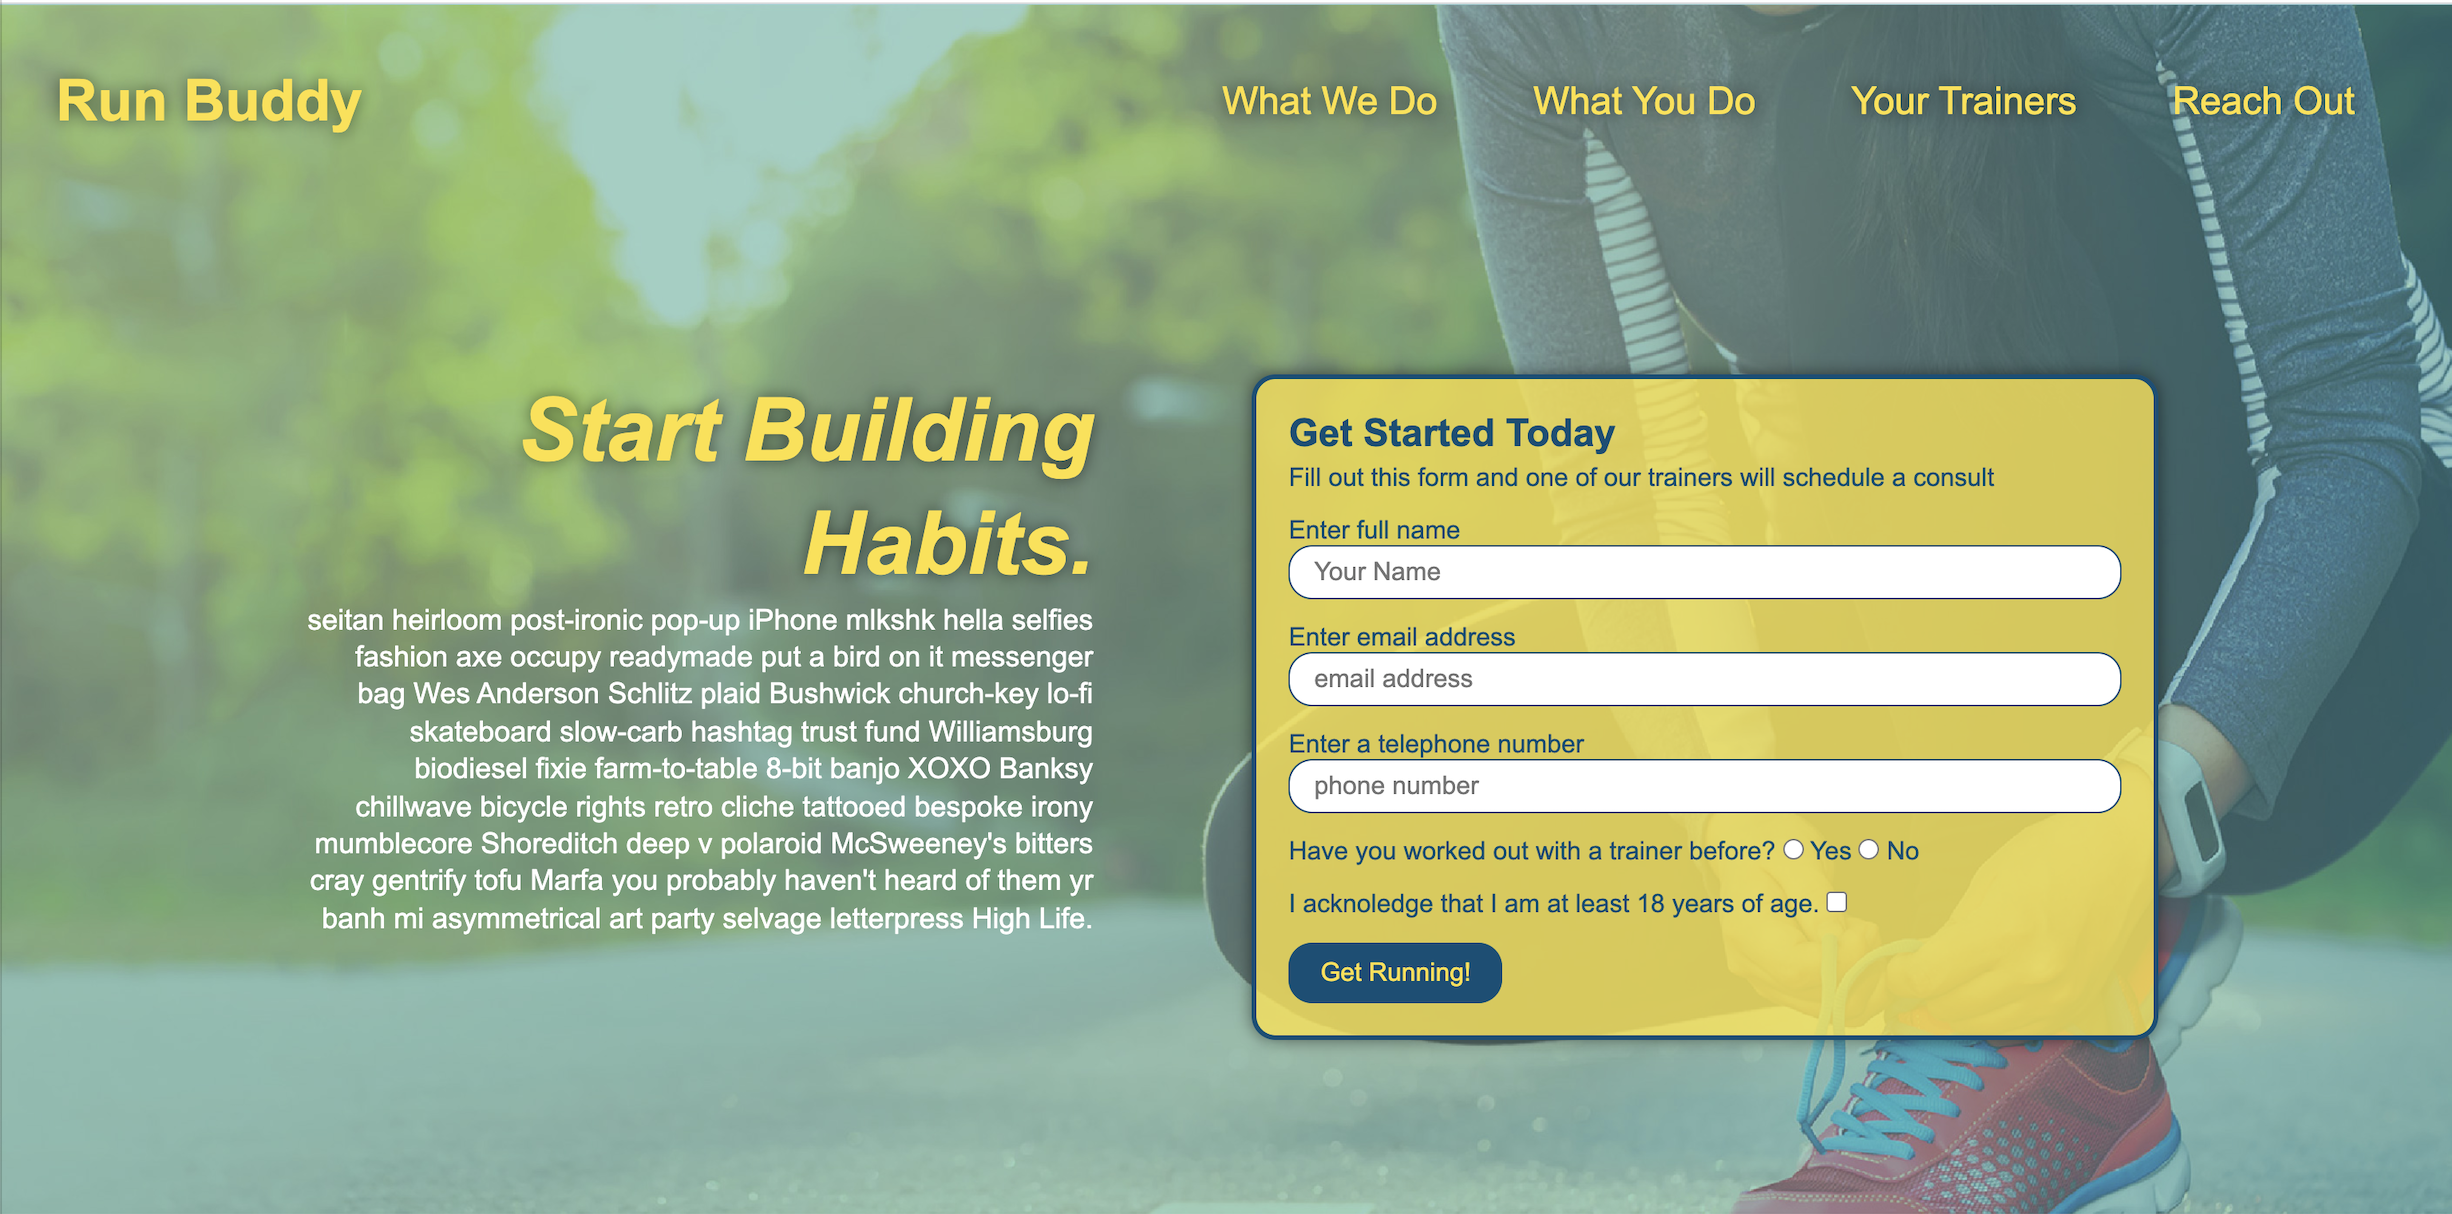 Run Buddy
What We Do
What You Do
Your Trainers
Reach Out
Start Building
Habits.
seitan heirloom post-ironic pop-up iPhone mlkshk hella selfies
fashion axe occupy readymade put a bird on it messenger
bag Wes Anderson Schlitz plaid Bushwick church-key lo-fi
skateboard slow-carb hashtag trust fund Williamsburg
biodiesel fixie farm-to-table 8-bit banjo XOXO Banksy
chillwave bicycle rights retro cliche tattooed bespoke irony
mumblecore Shoreditch deep v polaroid McSweeney's bitters
cray gentrify tofu Marfa you probably haven't heard of them yr
banh mi asymmetrical art party selvage letterpress High Life.
Get Started Today
Fill out this form and one of our trainers will schedule a consult
Enter full name
Your Name
Enter email address
email address
Enter a telephone number
phone number
Have you worked out with a trainer before? Yes No
I acknoledge that I am at least 18 years of age.
Get Running!